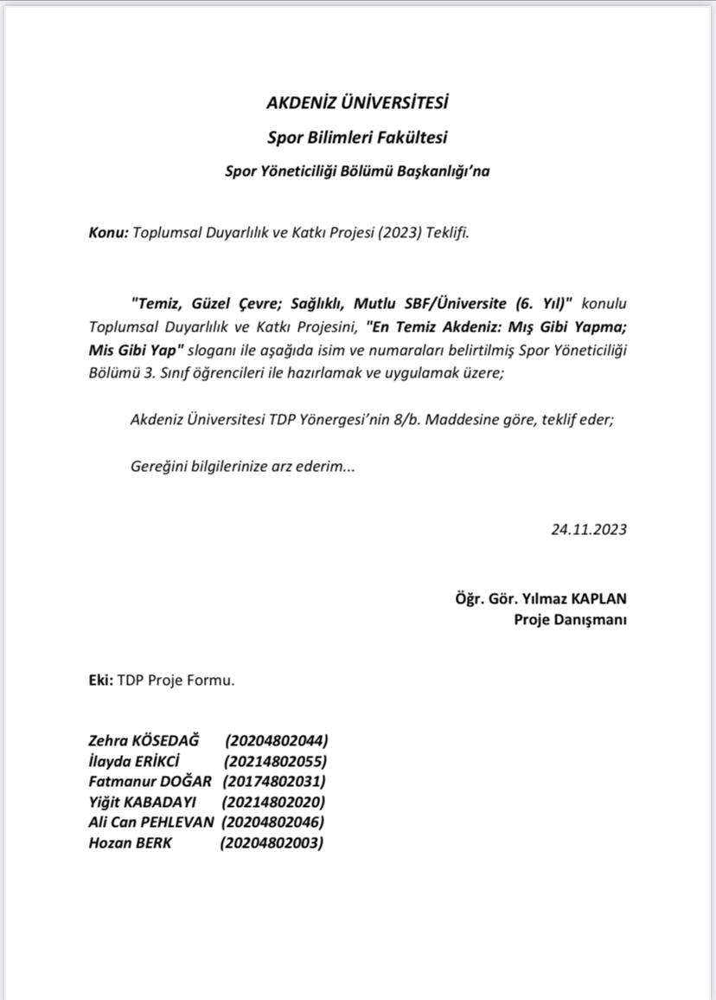 AKDENİZ ÜNİVERSİTESİ
Spor Bilimleri Fakültesi
Spor Yöneticiliği Bölümü Başkanlığı’na
Konu: Toplumsal Duyarlılık ve Katkı Projesi (2023) Teklifi.
"Temiz, Güzel Çevre; Sağlıklı, Mutlu SBF/Üniversite (6. Yıl)" konulu
Toplumsal Duyarlılık ve Katkı Projesini, "En Temiz Akdeniz: Mış Gibi Yapma;
Mis Gibi Yap" sloganı ile aşağıda isim ve numaraları belirtilmiş Spor Yöneticiliği
Bölümü 3. Sınıf öğrencileri ile hazırlamak ve uygulamak üzere;
Akdeniz Üniversitesi TDP Yönergesi’nin 8/b. Maddesine göre, teklif eder;
Gereğini bilgilerinize arz ederim...
24.11.2023
Öğr. Gör. Yılmaz KAPLAN
Proje Danışmanı
Eki: TDP Proje Formu.
Zehra KÖSEDAĞ (20204802044)
İlayda ERİKCİ (20214802055)
Fatmanur DOĞAR (20174802031)
Yiğit KABADAYI (20214802020)
Ali Can PEHLEVAN (20204802046)
Hozan BERK (20204802003)